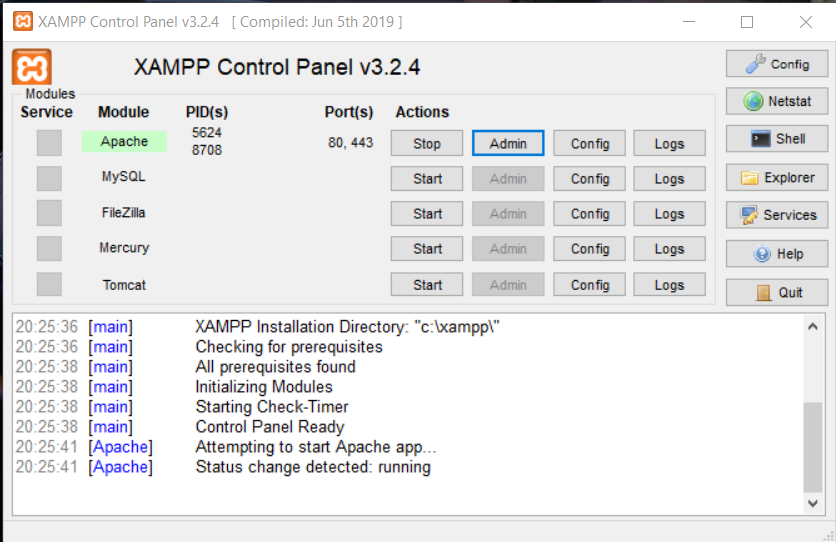 XAMPP Control Panel v3.2.4 [ Compiled: Jun 5th 2019 ]
XAMPP Control Panel v3.2.4
Config
Modules
Service Module PID(s) Port(s) Actions
Netstat
Apache 5624 8708 80, 443 Stop Admin Config Logs
Shell
MySQL Start Admin Config Logs
Explorer
FileZilla Start Admin Config Logs
Services
Mercury Start Admin Config Logs
Help
Tomcat Start Admin Config Logs
Quit
20:25:36 [main] XAMPP Installation Directory: "c:\xampp\"
20:25:36 [main] Checking for prerequisites
20:25:38 [main] All prerequisites found
20:25:38 [main] Initializing Modules
20:25:38 [main] Starting Check-Timer
20:25:38 [main] Control Panel Ready
20:25:41 [Apache] Attempting to start Apache app...
20:25:41 [Apache] Status change detected: running